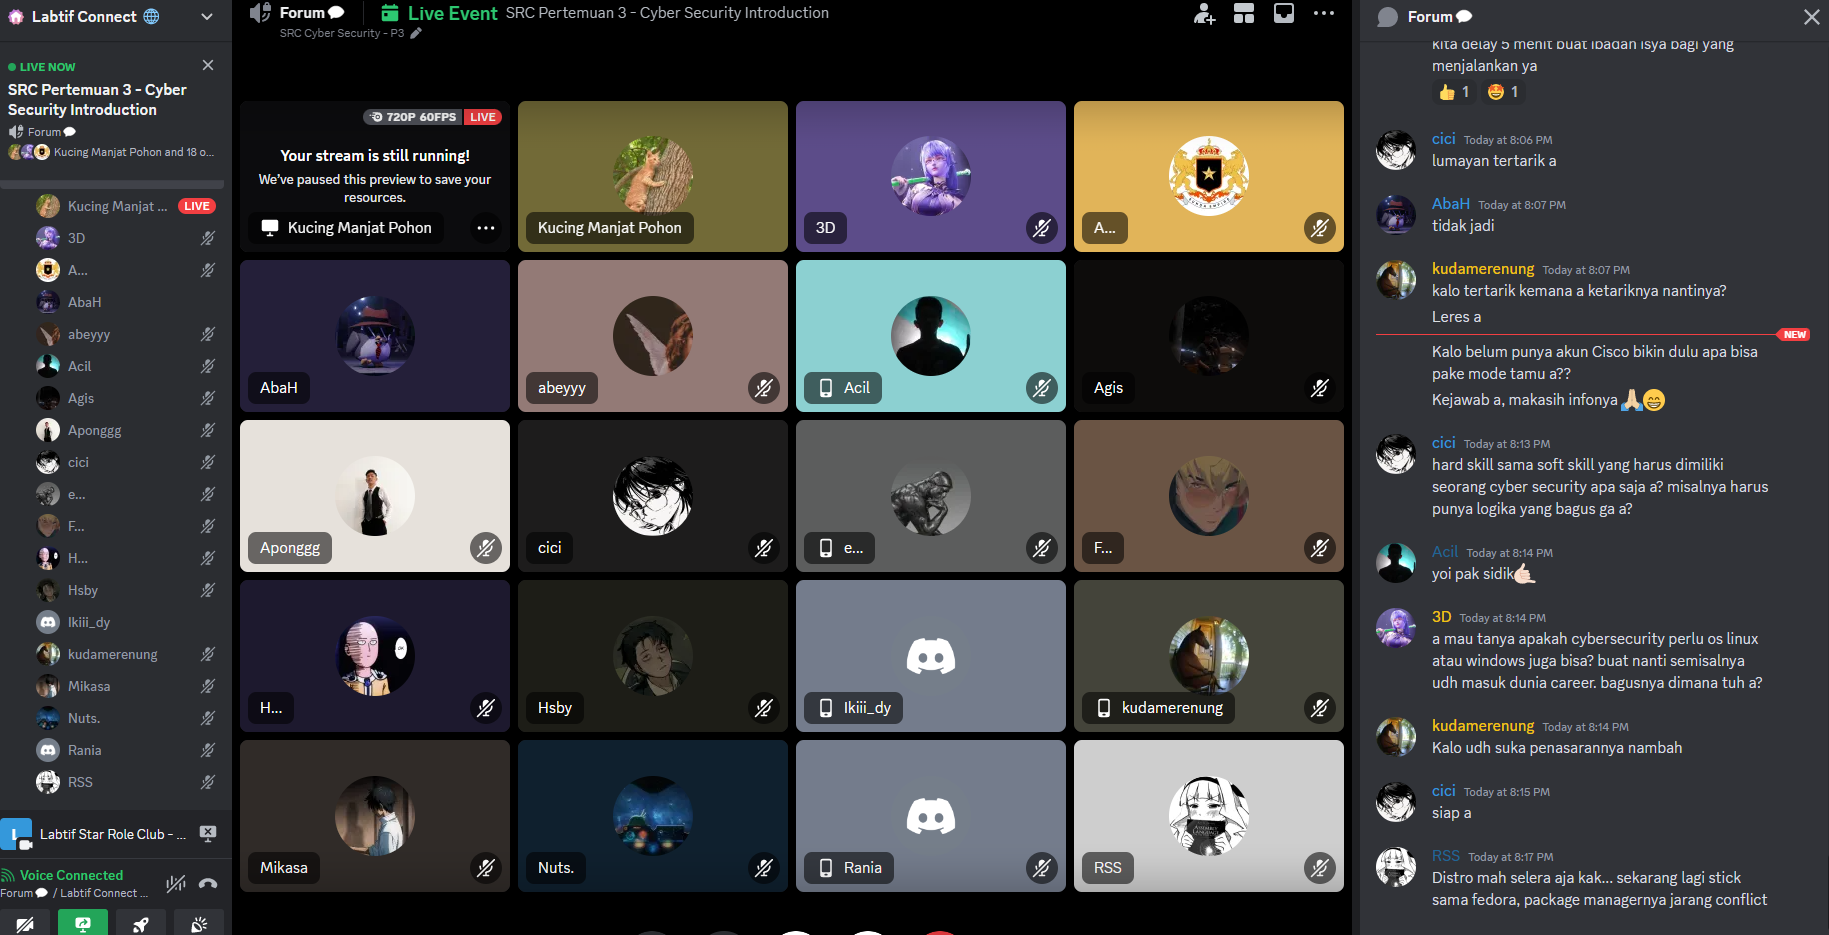 Labtif Connect
LIVE NOW
SRC Pertemuan 3 - Cyber
Security Introduction
Forum
Kucing Manjat Pohon and 18 o...
Kucing Manjat ...
LIVE
3D
A...
AbaH
abeyyy
Acil
Agis
Aponggg
cici
e...
F...
H...
Hsby
Ikiii_dy
kudamerenung
Mikasa
Nuts.
Rania
RSS
L
Labtif Star Role Club - ...
Voice Connected
Forum / Labtif Connect ...
Forum
Live Event
SRC Pertemuan 3 - Cyber Security Introduction
SRC Cyber Security - P3
720P 60FPS
LIVE
Your stream is still running!
We've paused this preview to save your
resources.
Kucing Manjat Pohon
Kucing Manjat Pohon
3D
SUNDA EMPIRE
A...
AbaH
abeyyy
Acil
Agis
Aponggg
cici
e...
F...
OK
H...
Hsby
Ikiii_dy
kudamerenung
Mikasa
Nuts.
Rania
ASSEMBLY
LANGUAGE
RSS
Forum
kita delay 5 menit buat ibadah isya bagi yang
menjalankan ya
1
1
cici Today at 8:06 PM
lumayan tertarik a
AbaH Today at 8:07 PM
tidak jadi
kudamerenung Today at 8:07 PM
kalo tertarik kemana a ketariknya nantinya?
Leres a
NEW
Kalo belum punya akun Cisco bikin dulu apa bisa
pake mode tamu a??
Kejawab a, makasih infonya 🙏🏻😁
cici Today at 8:13 PM
hard skill sama soft skill yang harus dimiliki
seorang cyber security apa saja a? misalnya harus
punya logika yang bagus ga a?
Acil Today at 8:14 PM
yoi pak sidik🤙🏻
3D Today at 8:14 PM
a mau tanya apakah cybersecurity perlu os linux
atau windows juga bisa? buat nanti semisalnya
udh masuk dunia career. bagusnya dimana tuh a?
kudamerenung Today at 8:14 PM
Kalo udh suka penasarannya nambah
cici Today at 8:15 PM
siap a
RSS Today at 8:17 PM
Distro mah selera aja kak... sekarang lagi stick
sama fedora, package managernya jarang conflict